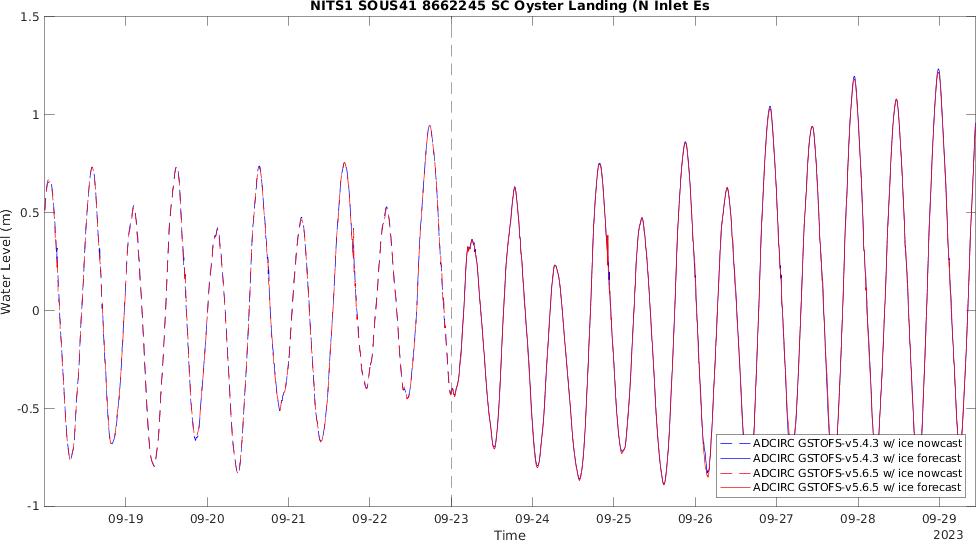 NITS1 SOUS41 8662245 SC Oyster Landing (N Inlet Es
1.5
1
0.5
0
-0.5
-1
Water Level (m)
09-19 09-20 09-21 09-22 09-23 09-24 09-25 09-26 09-27 09-28 09-29
Time
2023
ADCIRC GSTOFS-v5.4.3 w/ ice nowcast
ADCIRC GSTOFS-v5.4.3 w/ ice forecast
ADCIRC GSTOFS-v5.6.5 w/ ice nowcast
ADCIRC GSTOFS-v5.6.5 w/ ice forecast